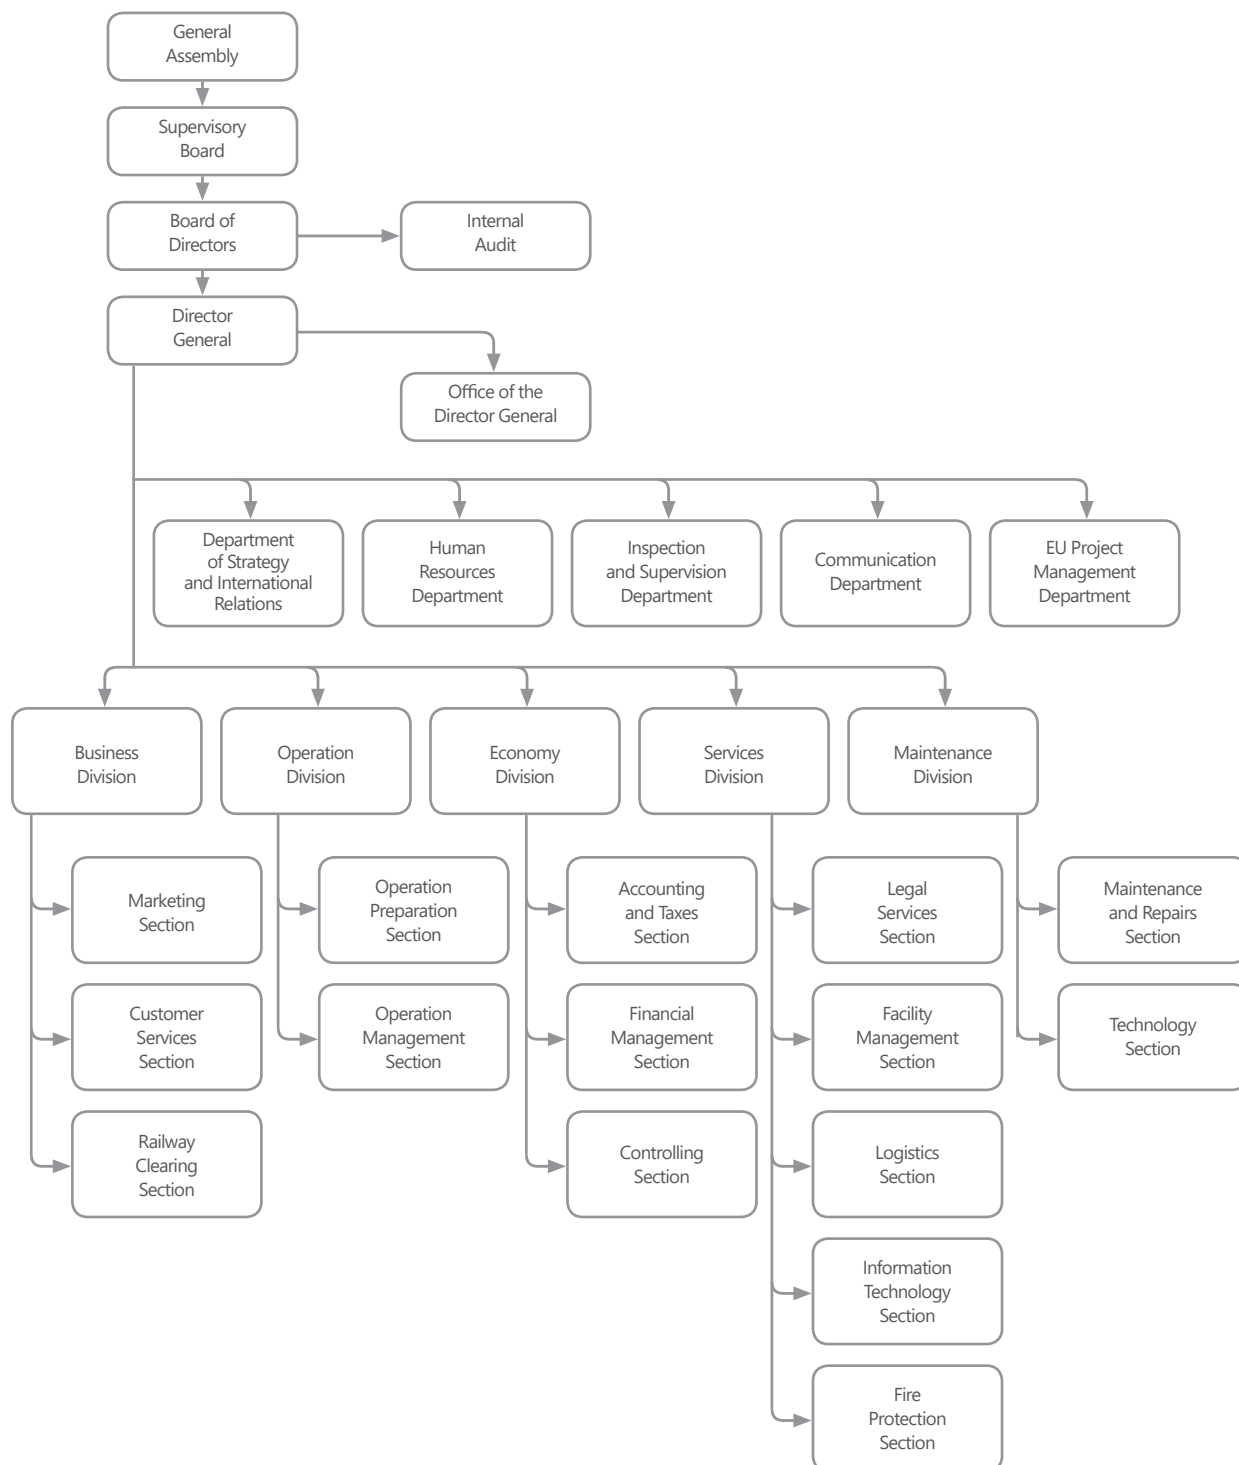 General
Assembly
Supervisory
Board
Board of
Directors
Internal
Audit
Director
General
Office of the
Director General
Department
of Strategy
and International
Relations
Human
Resources
Department
Inspection
and Supervision
Department
Communication
Department
EU Project
Management
Department
Business
Division
Operation
Division
Economy
Division
Services
Division
Maintenance
Division
Marketing
Section
Operation
Preparation
Section
Accounting
and Taxes
Section
Legal
Services
Section
Maintenance
and Repairs
Section
Customer
Services
Section
Operation
Management
Section
Financial
Management
Section
Facility
Management
Section
Technology
Section
Railway
Clearing
Section
Controlling
Section
Logistics
Section
Information
Technology
Section
Fire
Protection
Section